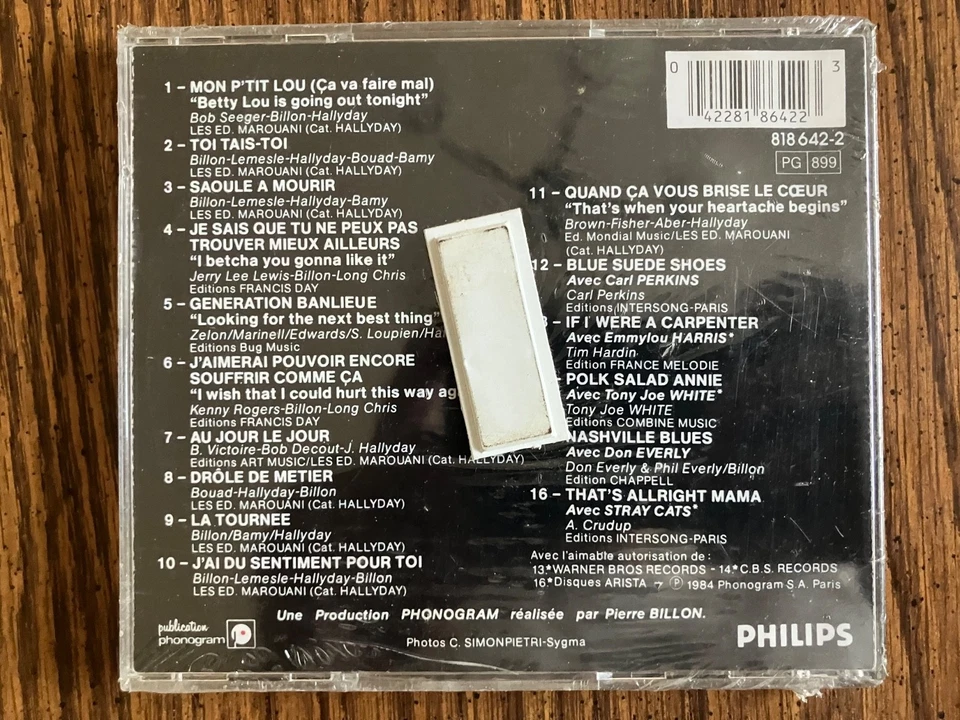 1 – MON P'TIT LOU (Ça va faire mal)
"Betty Lou is going out tonight"
Bob Seeger-Billon-Hallyday
LES ED. MAROUANI (Cat. HALLYDAY)
2 – TOI TAIS-TOI
Billon-Lemesle-Hallyday-Bouad-Bamy
LES ED. MAROUANI (Cat. HALLYDAY)
3 – SAOULE A MOURIR
Billon-Lemesle-Hallyday-Bamy
LES ED. MAROUANI (Cat. HALLYDAY)
4 – JE SAIS QUE TU NE PEUX PAS
TROUVER MIEUX AILLEURS
"I betcha you gonna like it"
Jerry Lee Lewis-Billon-Long Chris
Editions FRANCIS DAY
5 – GENERATION BANLIEUE
"Looking for the next best thing"
Zelon/Marinell/Edwards/S. Loupien/
Editions Bug Music
6 – J'AIMERAI POUVOIR ENCORE
SOUFFRIR COMME ÇA
"I wish that I could hurt this way
Kenny Rogers-Billon-Long Chris
Editions FRANCIS DAY
7 – AU JOUR LE JOUR
B. Victoire-Bob Decout-J. Hallyday
Editions ART MUSIC/LES ED. MAROUANI (Cat. HALLYDAY)
8 – DRÔLE DE METIER
Bouad-Hallyday-Billon
LES ED. MAROUANI (Cat. HALLYDAY)
9 – LA TOURNEE
Billon/Bamy/Hallyday
LES ED. MAROUANI (Cat. HALLYDAY)
10 – J'AI DU SENTIMENT POUR TOI
Billon-Lemesle-Hallyday-Billon
LES ED. MAROUANI (Cat. HALLYDAY)
0 42281 86422 3
818 642-2
PG 899
11 – QUAND ÇA VOUS BRISE LE CŒUR
"That's when your heartache begins"
Brown-Fisher-Aber-Hallyday
Ed. Mondial Music/LES ED. MAROUANI
(Cat. HALLYDAY)
12 – BLUE SUEDE SHOES
Avec Carl PERKINS
Carl Perkins
Editions INTERSONG-PARIS
– IF I WERE A CARPENTER
Avec Emmylou HARRIS*
Tim Hardin
Edition FRANCE MELODIE
POLK SALAD ANNIE
Avec Tony Joe WHITE*
Tony Joe WHITE
Editions COMBINE MUSIC
NASHVILLE BLUES
Avec Don EVERLY
Don Everly & Phil Everly/Billon
Edition CHAPPELL
16 – THAT'S ALLRIGHT MAMA
Avec STRAY CATS*
A. Crudup
Editions INTERSONG-PARIS
Avec l'aimable autorisation de :
13*WARNER BROS RECORDS - 14*C.B.S. RECORDS
16*Disques ARISTA – ℗ 1984 Phonogram S.A. Paris
Une Production PHONOGRAM réalisée par Pierre BILLON.
publication
phonogram
Photos C. SIMONPIETRI-Sygma
PHILIPS